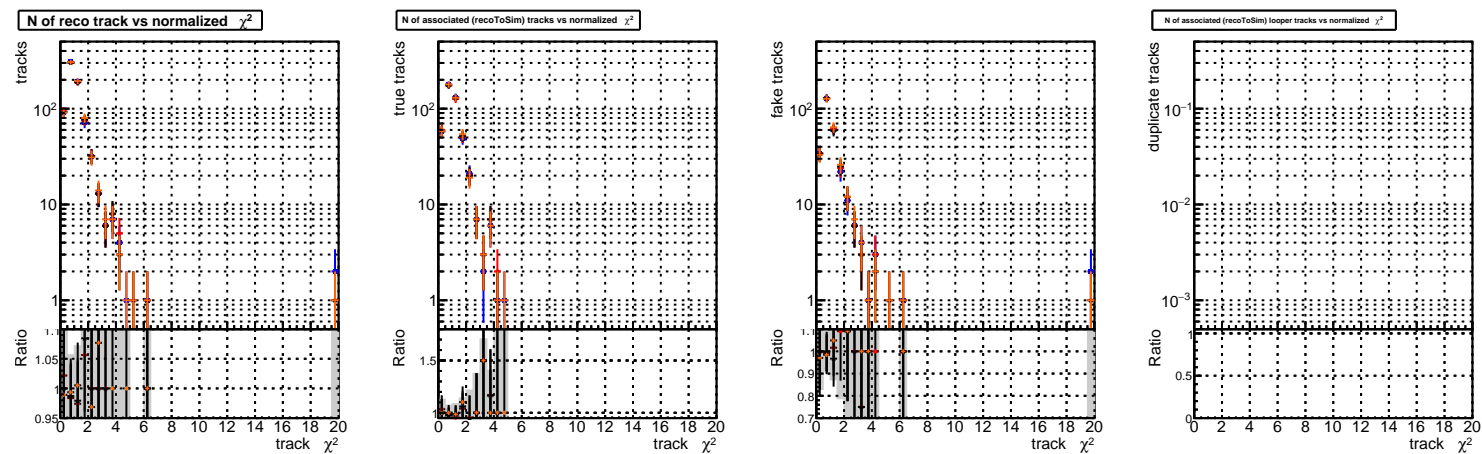 N of reco track vs normalized χ²
tracks
10²
10
1
Ratio
1.1
1.05
1
0.95
0 2 4 6 8 10 12 14 16 18 20
track χ²
N of associated (recoToSim) tracks vs normalized χ²
true tracks
10²
10
1
Ratio
1.5
1
0 2 4 6 8 10 12 14 16 18 20
track χ²
fake tracks
10²
10
1
Ratio
1.1
1
0.9
0.8
0.7
0 2 4 6 8 10 12 14 16 18 20
track χ²
N of associated (recoToSim) looper tracks vs normalized χ²
duplicate tracks
10⁻¹
10⁻²
10⁻³
Ratio
1
0.5
0
0 2 4 6 8 10 12 14 16 18 20
track χ²